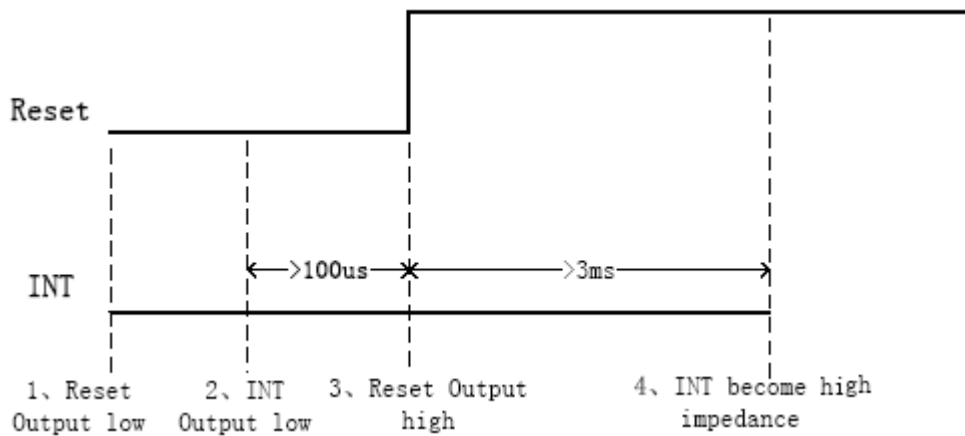 Reset
>100us
>3ms
INT
1、Reset
Output low
2、INT
Output low
3、Reset Output
high
4、INT become high
impedance